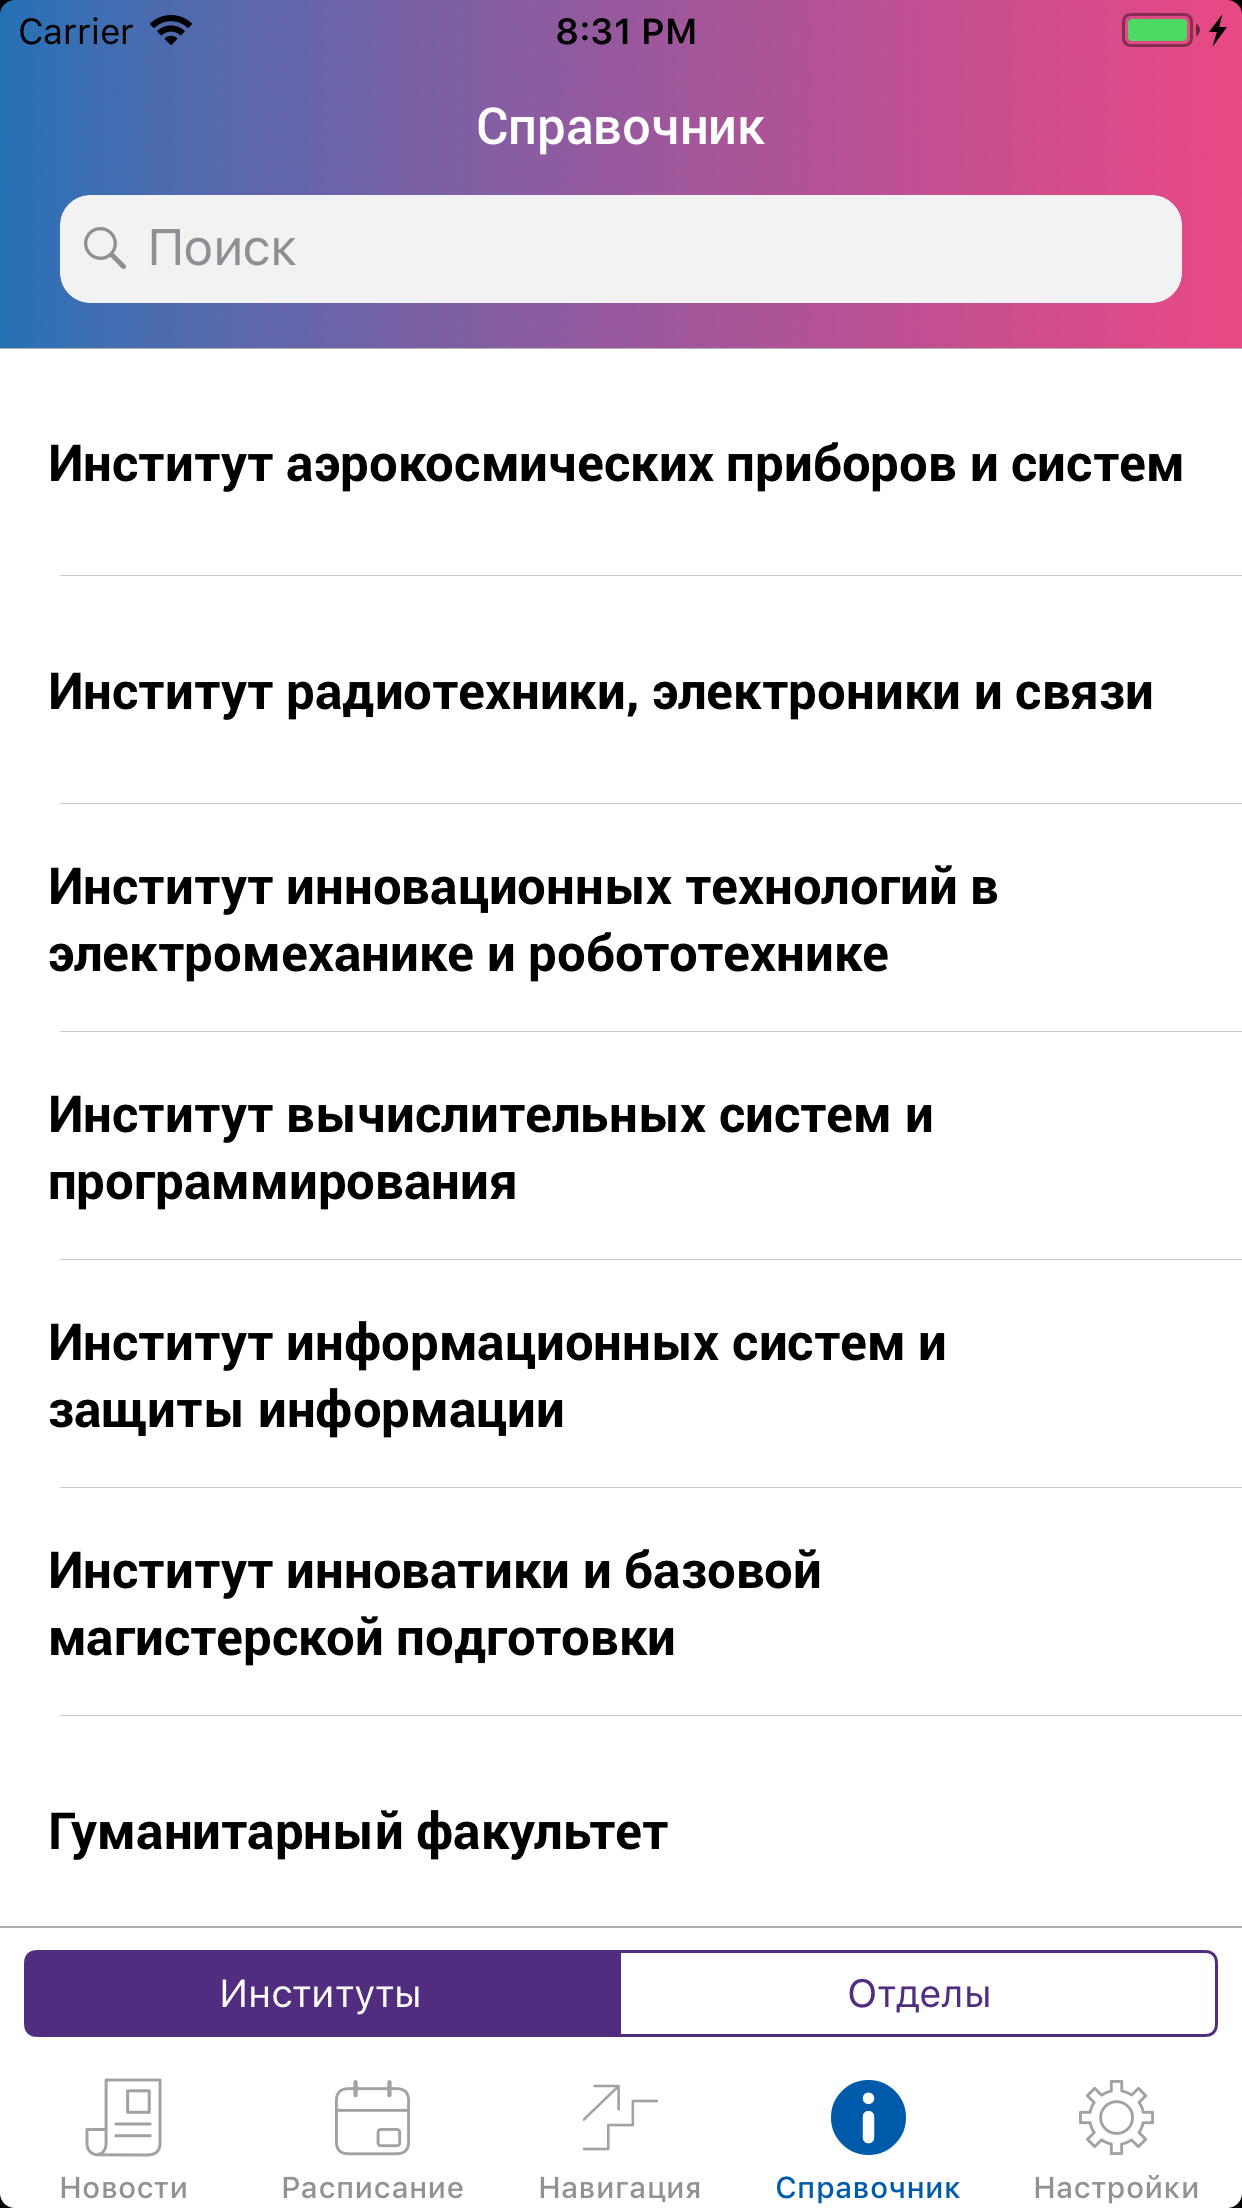 Carrier 8:31 PM
Справочник
Поиск
Институт аэрокосмических приборов и систем
Институт радиотехники, электроники и связи
Институт инновационных технологий в
электромеханике и робототехнике
Институт вычислительных систем и
программирования
Институт информационных систем и
защиты информации
Институт инноватики и базовой
магистерской подготовки
Гуманитарный факультет
Институты Отделы
Новости Расписание Навигация Справочник Настройки